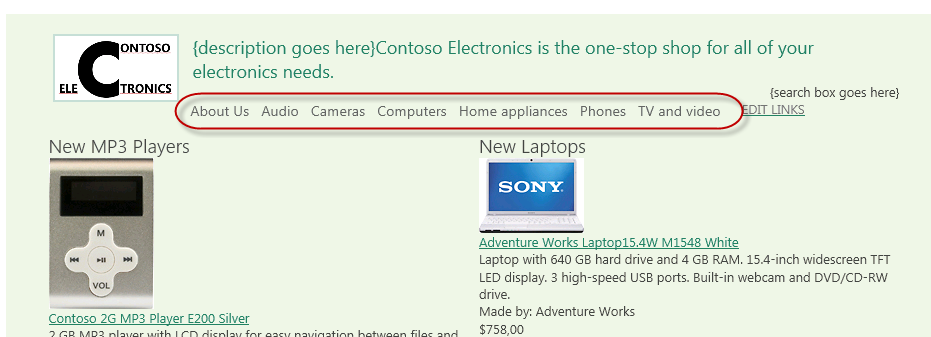 CONTOSO
ELECTRONICS
{description goes here}Contoso Electronics is the one-stop shop for all of your
electronics needs.
{search box goes here}
About Us Audio Cameras Computers Home appliances Phones TV and video EDIT LINKS
New MP3 Players
M
VOL
Contoso 2G MP3 Player E200 Silver
2 GB MP3 player with LCD display for easy navigation between files and
New Laptops
SONY
Adventure Works Laptop15.4W M1548 White
Laptop with 640 GB hard drive and 4 GB RAM. 15.4-inch widescreen TFT
LED display. 3 high-speed USB ports. Built-in webcam and DVD/CD-RW
drive.
Made by: Adventure Works
$758,00